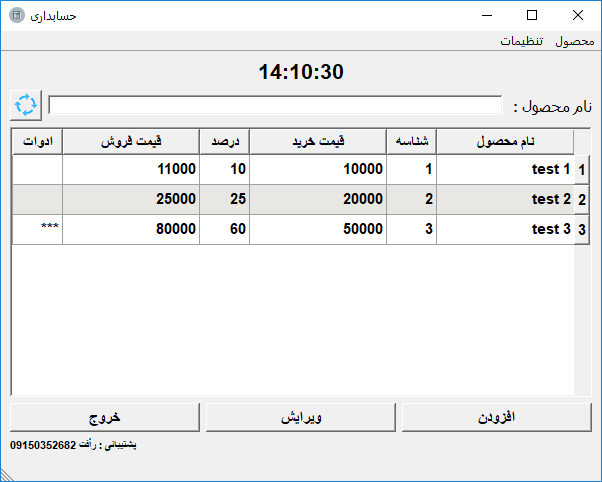 حسابداری
محصول تنظیمات
14:10:30
نام محصول :
نام محصول شناسه قیمت خرید درصد قیمت فروش ادوات
1 test 1 1 10000 10 11000
2 test 2 2 20000 25 25000
3 test 3 3 50000 60 80000 ***
افزودن ویرایش خروج
پشتیبانی : رأفت 09150352682